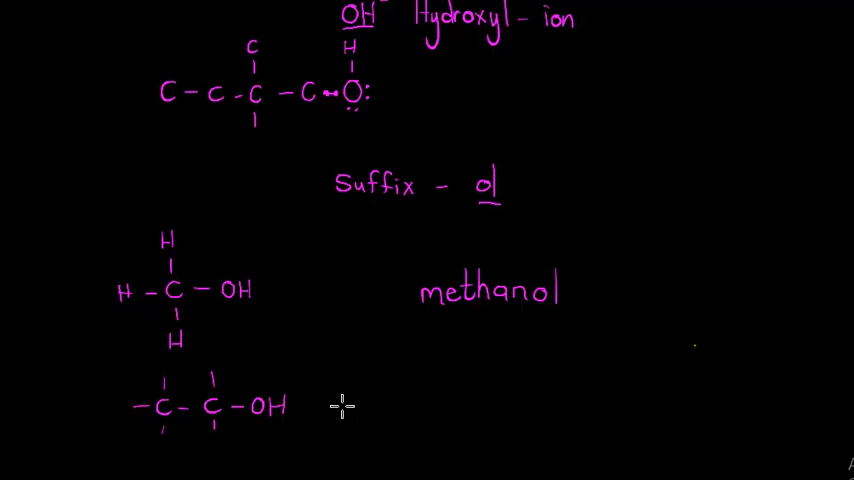 OH⁻ Hydroxyl - ion
C H
C - C - C - C - O:
Suffix - ol
H
H - C - OH methanol
H
- C - C - OH
A